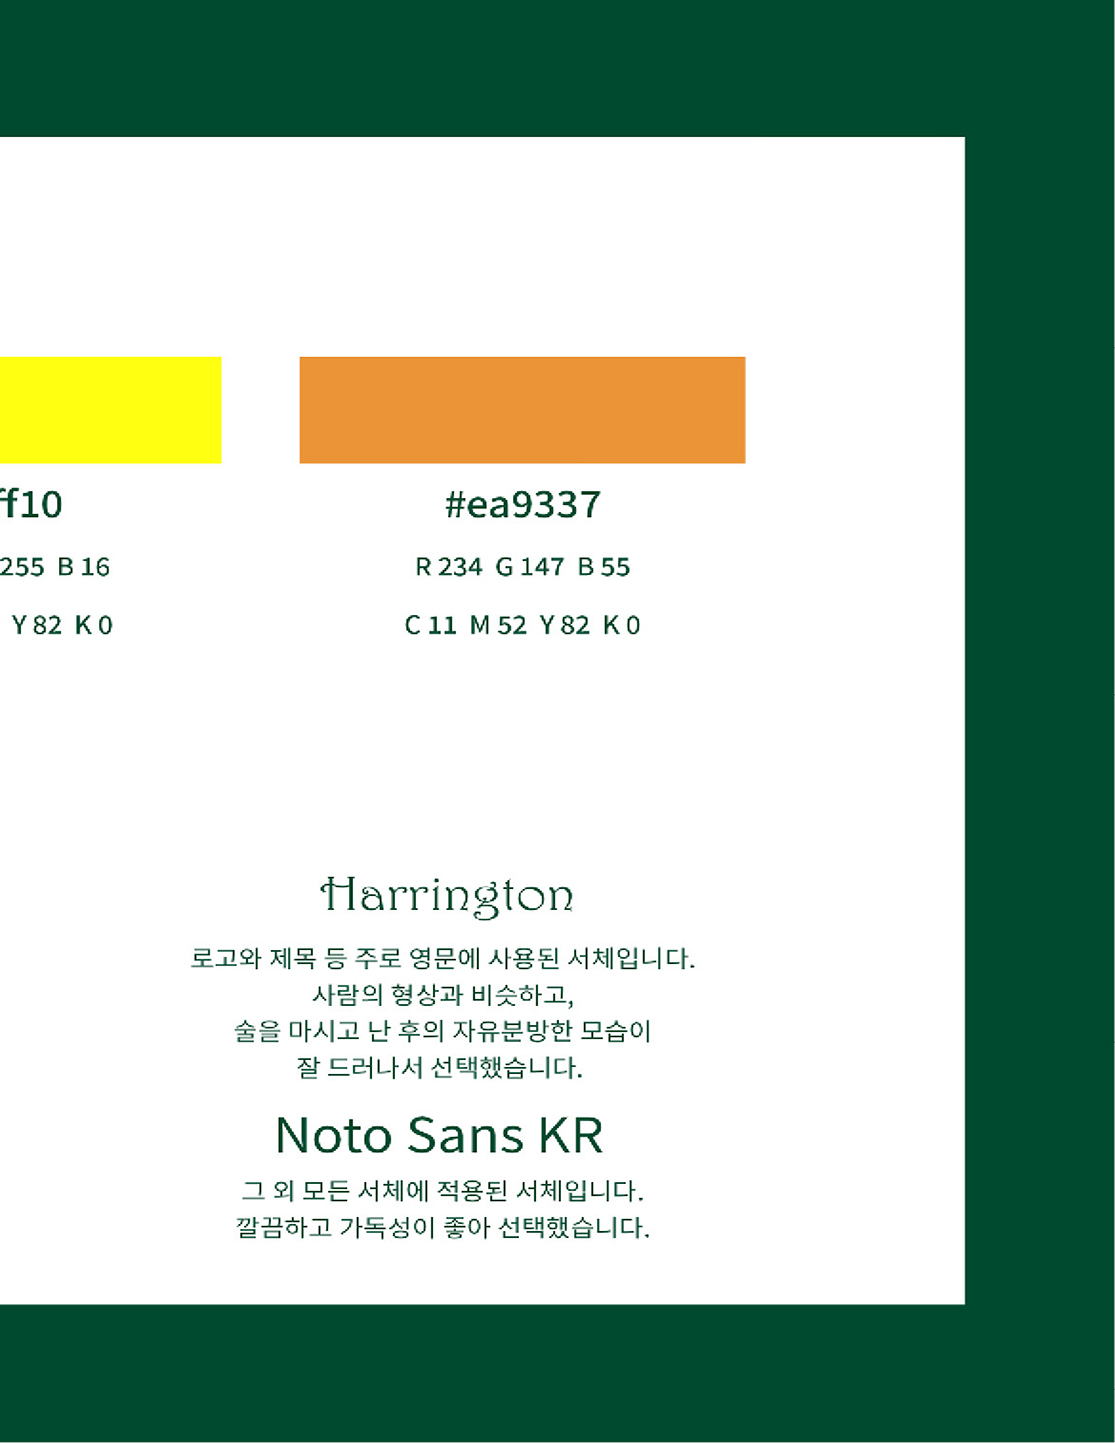 ff10
#ea9337
255 B 16
R 234 G 147 B 55
Y 82 K 0
C 11 M 52 Y 82 K 0
Harrington
로고와 제목 등 주로 영문에 사용된 서체입니다.
사람의 형상과 비슷하고,
술을 마시고 난 후의 자유분방한 모습이
잘 드러나서 선택했습니다.
Noto Sans KR
그 외 모든 서체에 적용된 서체입니다.
깔끔하고 가독성이 좋아 선택했습니다.